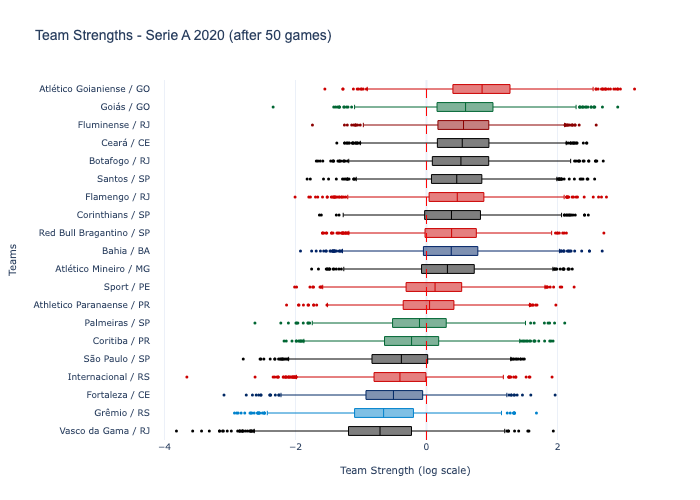 Team Strengths - Serie A 2020 (after 50 games)
Atlético Goianiense / GO
Goiás / GO
Fluminense / RJ
Ceará / CE
Botafogo / RJ
Santos / SP
Flamengo / RJ
Corinthians / SP
Red Bull Bragantino / SP
Bahia / BA
Atlético Mineiro / MG
Sport / PE
Athletico Paranaense / PR
Palmeiras / SP
Coritiba / PR
São Paulo / SP
Internacional / RS
Fortaleza / CE
Grêmio / RS
Vasco da Gama / RJ
Teams
−4 −2 0 2
Team Strength (log scale)